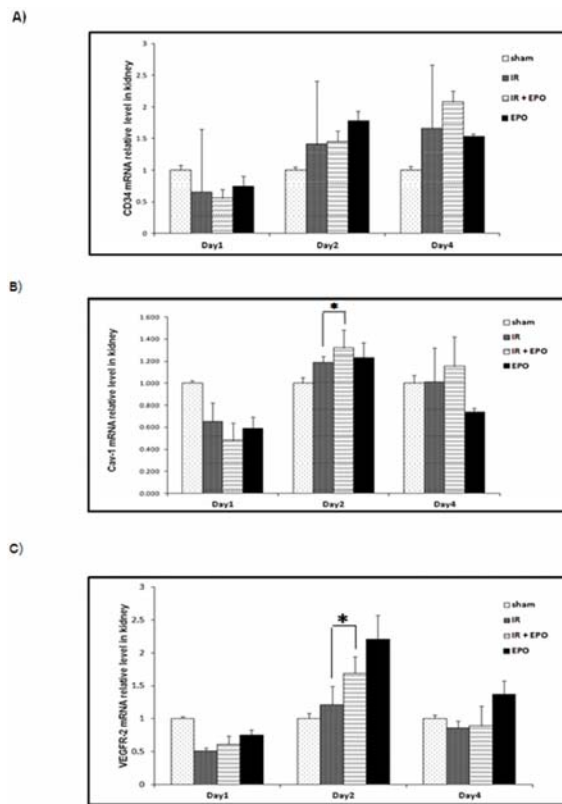 A)
CD34 mRNA relative level in kidney
3
2.5
2
1.5
1
0.5
0
sham
IR
IR + EPO
EPO
Day1 Day2 Day4
B)
Cav-1 mRNA relative level in kidney
1.600
1.400
1.200
1.000
0.800
0.600
0.400
0.200
0.000
*
sham
IR
IR + EPO
EPO
Day1 Day2 Day4
C)
VEGFR-2 mRNA relative level in kidney
3
2.5
2
1.5
1
0.5
0
*
sham
IR
IR + EPO
EPO
Day1 Day2 Day4